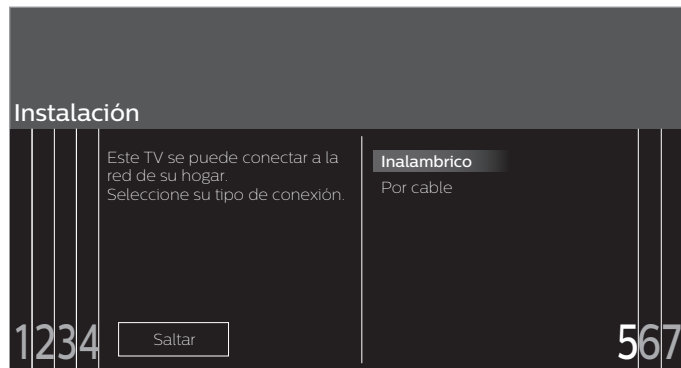 Instalación
Este TV se puede conectar a la
red de su hogar.
Seleccione su tipo de conexión.
Inalambrico
Por cable
Saltar
1234
567